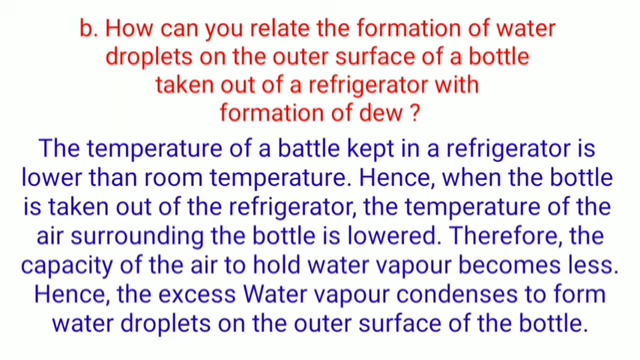 b. How can you relate the formation of water
droplets on the outer surface of a bottle
taken out of a refrigerator with
formation of dew ?
The temperature of a battle kept in a refrigerator is
lower than room temperature. Hence, when the bottle
is taken out of the refrigerator, the temperature of the
air surrounding the bottle is lowered. Therefore, the
capacity of the air to hold water vapour becomes less.
Hence, the excess Water vapour condenses to form
water droplets on the outer surface of the bottle.